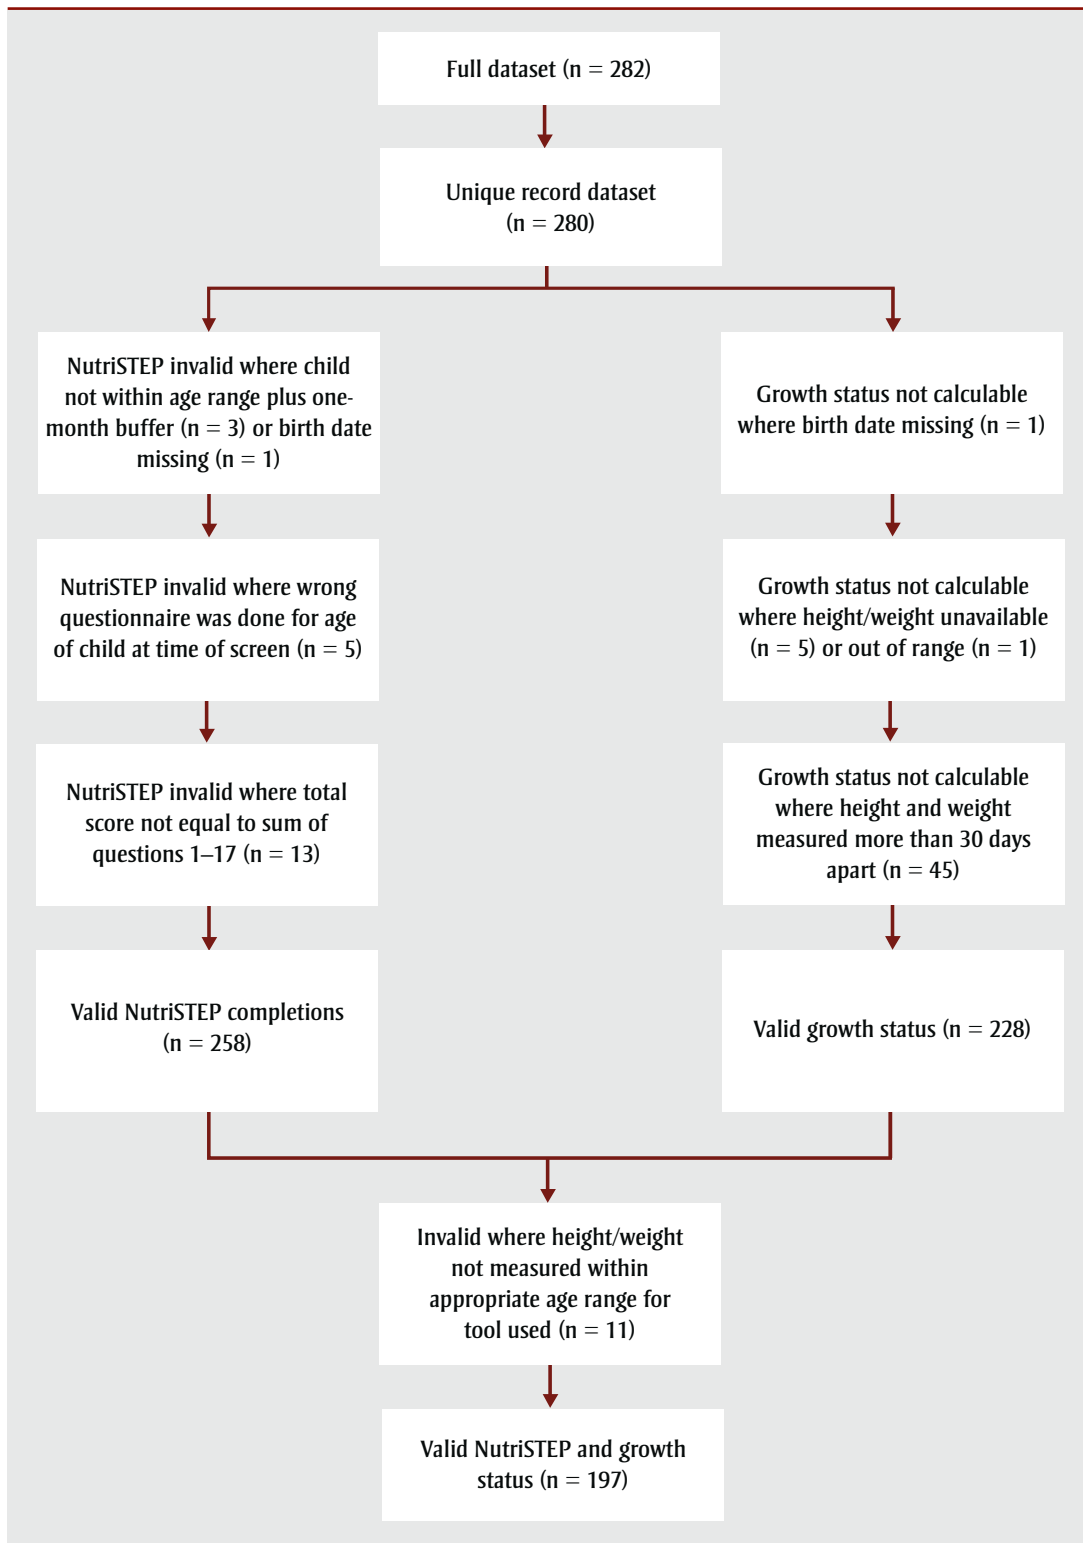 Full dataset (n = 282)
Unique record dataset
(n = 280)
NutriSTEP invalid where child
not within age range plus one-
month buffer (n = 3) or birth date
missing (n = 1)
Growth status not calculable
where birth date missing (n = 1)
NutriSTEP invalid where wrong
questionnaire was done for age
of child at time of screen (n = 5)
Growth status not calculable
where height/weight unavailable
(n = 5) or out of range (n = 1)
NutriSTEP invalid where total
score not equal to sum of
questions 1–17 (n = 13)
Growth status not calculable
where height and weight
measured more than 30 days
apart (n = 45)
Valid NutriSTEP completions
(n = 258)
Valid growth status (n = 228)
Invalid where height/weight
not measured within
appropriate age range for
tool used (n = 11)
Valid NutriSTEP and growth
status (n = 197)